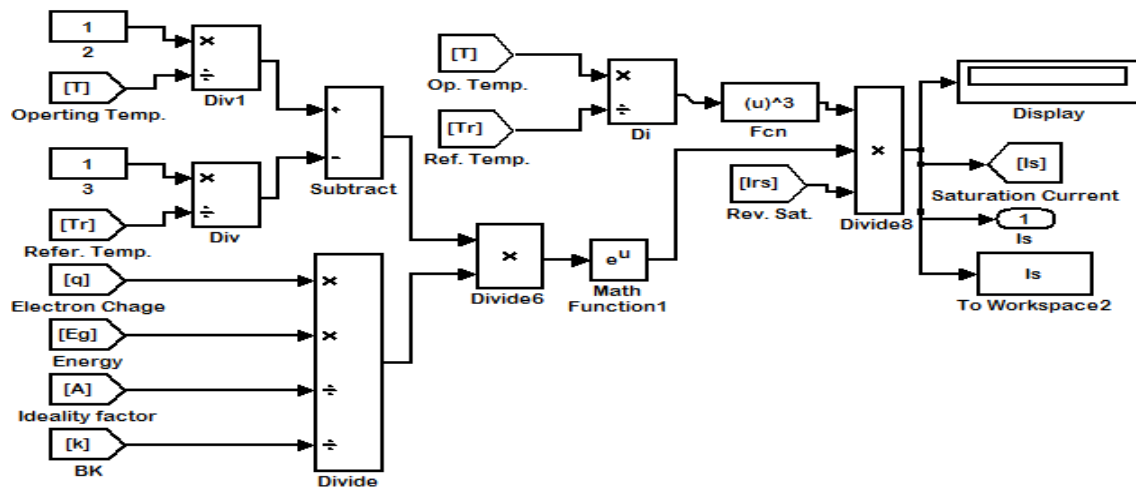 1
2
[T]
Operting Temp.
×
÷
Div1
1
3
[Tr]
Refer. Temp.
×
÷
Div
+
-
Subtract
[q]
Electron Chage
[Eg]
Energy
[A]
Ideality factor
[k]
BK
×
×
÷
÷
Divide
×
Divide6
e^u
Math
Function1
[T]
Op. Temp.
[Tr]
Ref. Temp.
×
÷
Di
(u)^3
Fcn
[Irs]
Rev. Sat.
×
Divide8
Display
[Is]
Saturation Current
1
Is
Is
To Workspace2